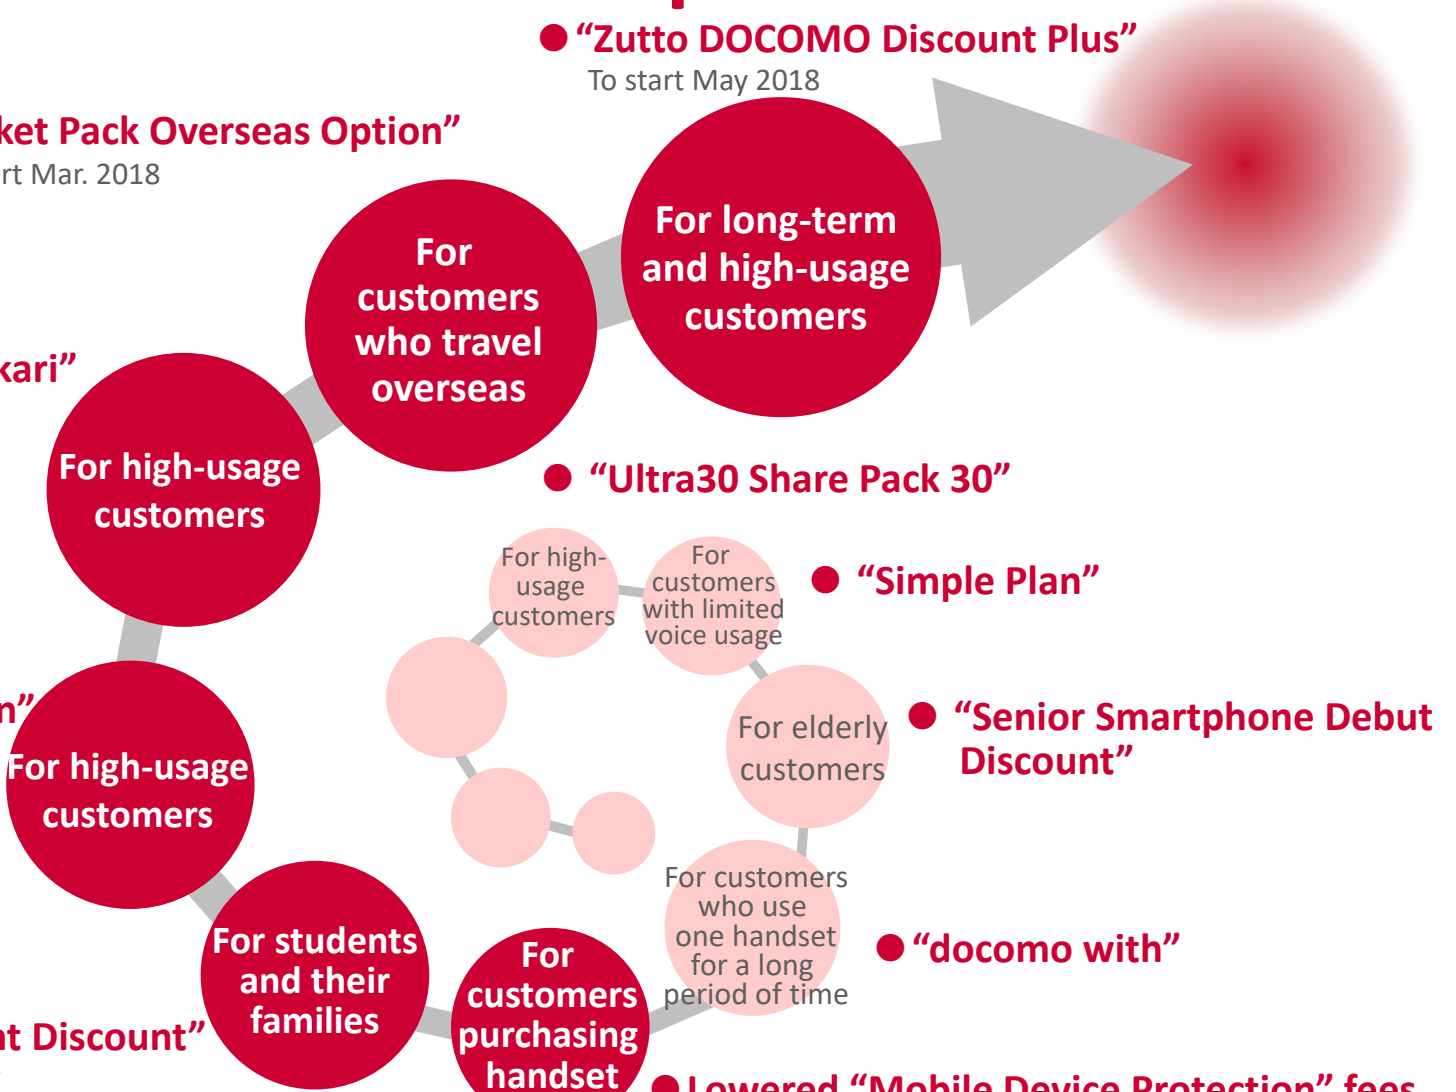 “Zutto DOCOMO Discount Plus”
To start May 2018
Pack Overseas Option”
Mar. 2018
For long-term
and high-usage
customers
For
customers
who travel
overseas
For high-usage
customers
“Ultra30 Share Pack 30”
For high-
usage
customers
For
customers
with limited
voice usage
“Simple Plan”
For elderly
customers
“Senior Smartphone Debut
Discount”
For high-usage
customers
For customers
who use
one handset
for a long
period of time
“docomo with”
For students
and their
families
For
customers
purchasing
handset
Discount”
Lowered “Mobile Device Protection” fees